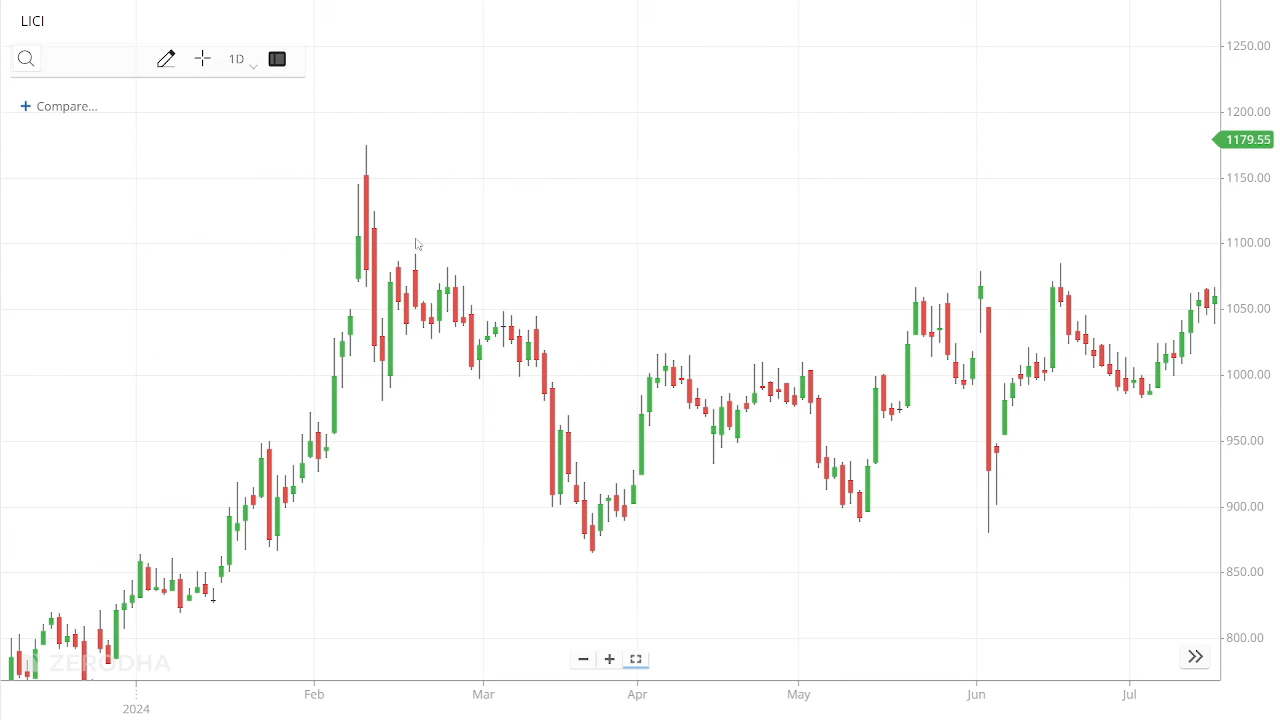 LICI
1D
+ Compare...
1250.00
1200.00
1179.55
1150.00
1100.00
1050.00
1000.00
950.00
900.00
850.00
800.00
ZERODHA
Feb Mar Apr May Jun Jul
2024